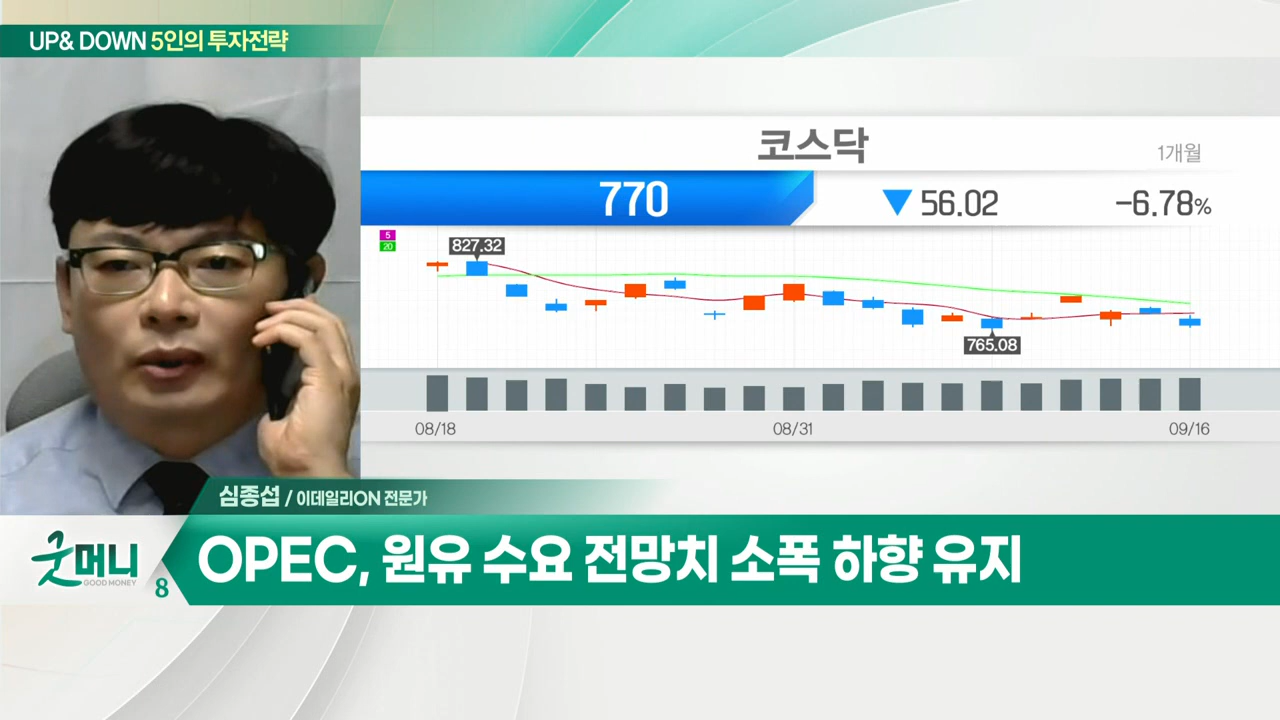 UP& DOWN 5인의 투자전략
코스닥
1개월
770 ▼ 56.02 -6.78%
5
20
827.32
765.08
08/18 08/31 09/16
심종섭 / 이데일리ON 전문가
굿머니
GOOD MONEY
8
OPEC, 원유 수요 전망치 소폭 하향 유지